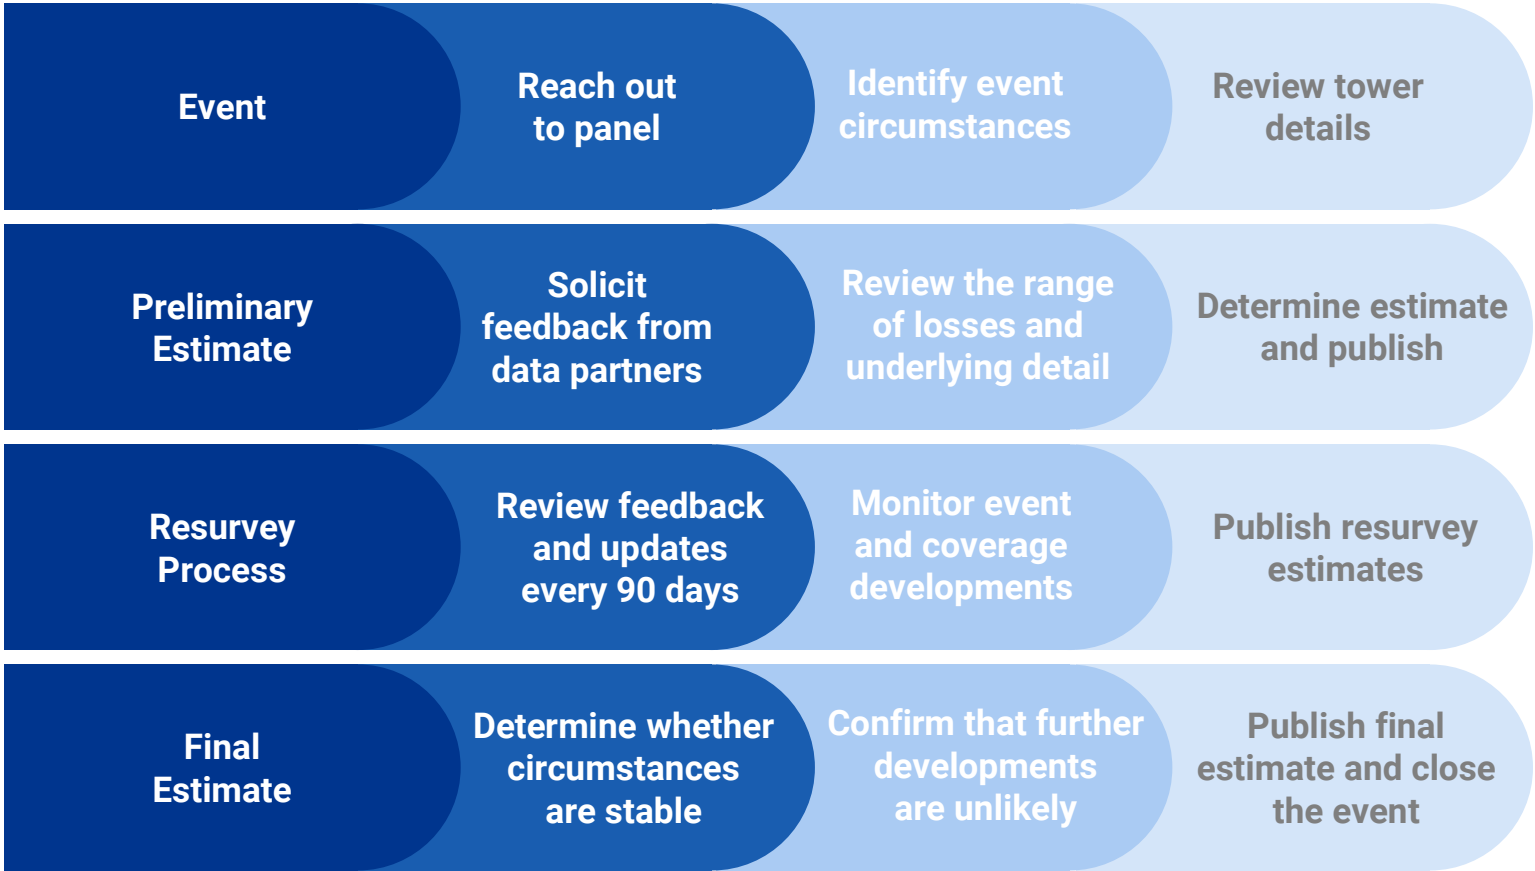 Event
Reach out
to panel
Identify event
circumstances
Review tower
details
Preliminary
Estimate
Solicit
feedback from
data partners
Review the range
of losses and
underlying detail
Determine estimate
and publish
Resurvey
Process
Review feedback
and updates
every 90 days
Monitor event
and coverage
developments
Publish resurvey
estimates
Final
Estimate
Determine whether
circumstances
are stable
Confirm that further
developments
are unlikely
Publish final
estimate and close
the event